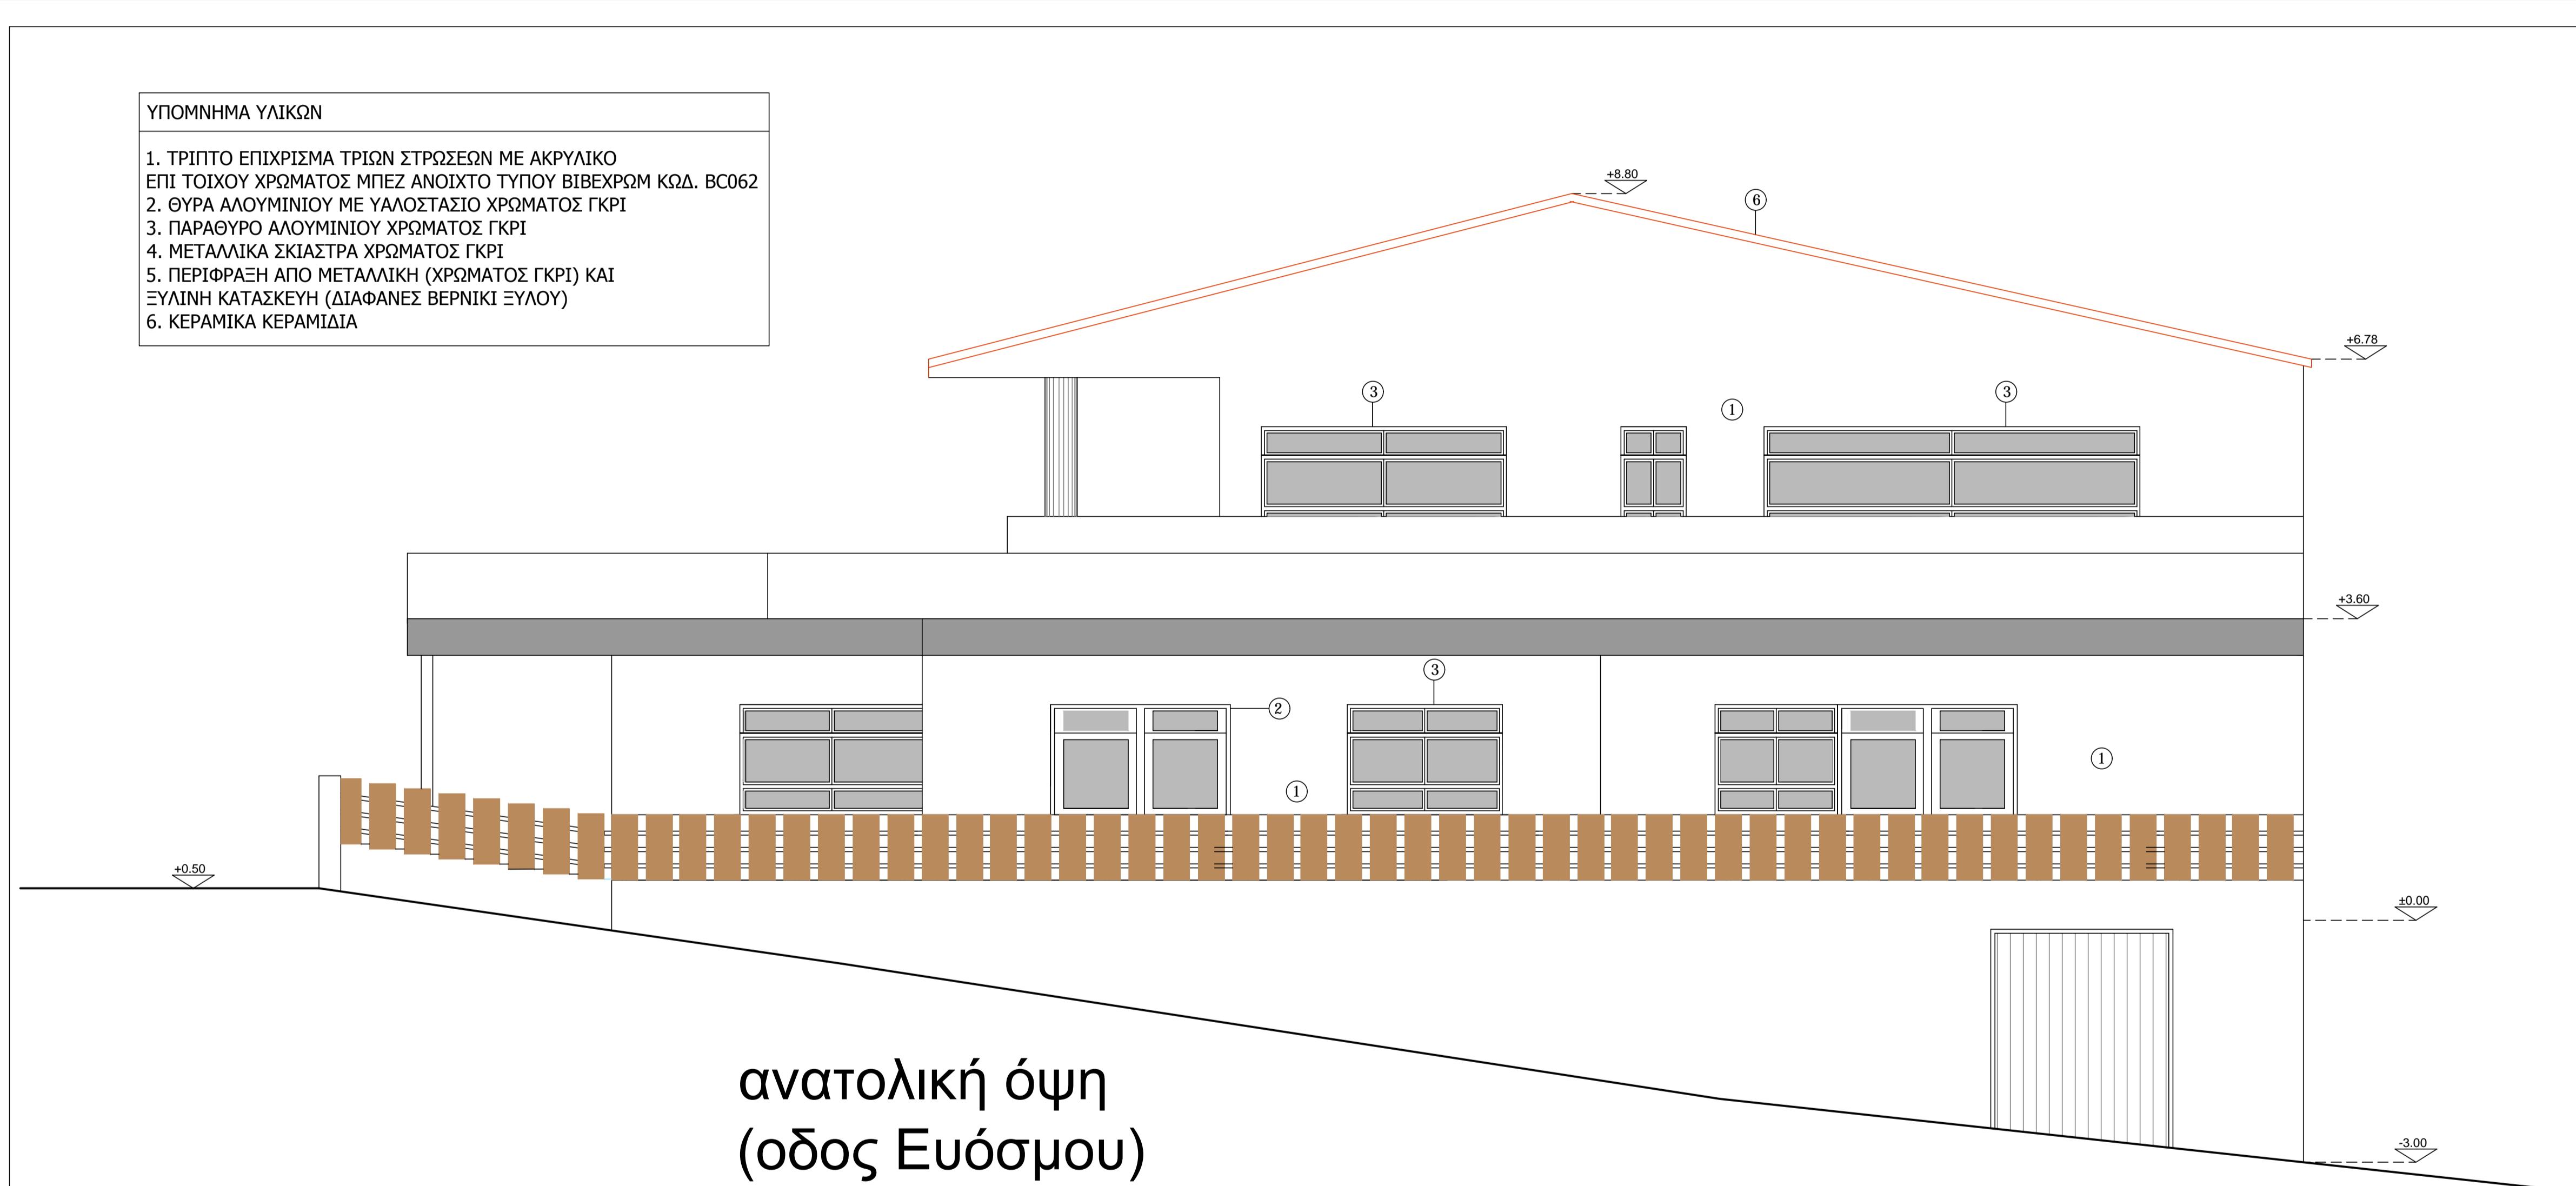 ΥΠΟΜΝΗΜΑ ΥΛΙΚΩΝ
1. ΤΡΙΠΤΟ ΕΠΙΧΡΙΣΜΑ ΤΡΙΩΝ ΣΤΡΩΣΕΩΝ ΜΕ ΑΚΡΥΛΙΚΟ
ΕΠΙ ΤΟΙΧΟΥ ΧΡΩΜΑΤΟΣ ΜΠΕΖ ΑΝΟΙΧΤΟ ΤΥΠΟΥ ΒΙΒΕΧΡΩΜ ΚΩΔ. BC062
2. ΘΥΡΑ ΑΛΟΥΜΙΝΙΟΥ ΜΕ ΥΑΛΟΣΤΑΣΙΟ ΧΡΩΜΑΤΟΣ ΓΚΡΙ
3. ΠΑΡΑΘΥΡΟ ΑΛΟΥΜΙΝΙΟΥ ΧΡΩΜΑΤΟΣ ΓΚΡΙ
4. ΜΕΤΑΛΛΙΚΑ ΣΚΙΑΣΤΡΑ ΧΡΩΜΑΤΟΣ ΓΚΡΙ
5. ΠΕΡΙΦΡΑΞΗ ΑΠΟ ΜΕΤΑΛΛΙΚΗ (ΧΡΩΜΑΤΟΣ ΓΚΡΙ) ΚΑΙ
ΞΥΛΙΝΗ ΚΑΤΑΣΚΕΥΗ (ΔΙΑΦΑΝΕΣ ΒΕΡΝΙΚΙ ΞΥΛΟΥ)
6. ΚΕΡΑΜΙΚΑ ΚΕΡΑΜΙΔΙΑ
+8.80
6
+6.78
3
1
3
+3.60
3
2
1
1
+0.50
±0.00
-3.00
ανατολική όψη
(οδος Ευόσμου)